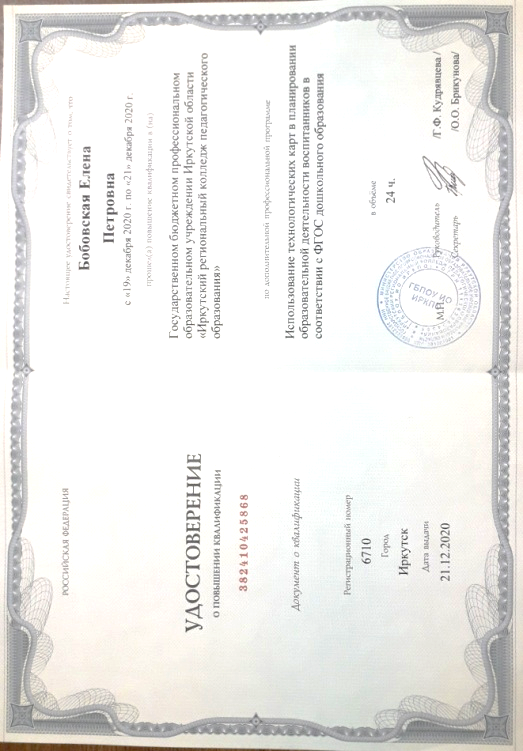 РОССИЙСКАЯ ФЕДЕРАЦИЯ
УДОСТОВЕРЕНИЕ
О ПОВЫШЕНИИ КВАЛИФИКАЦИИ
382410425868
Документ о квалификации
Регистрационный номер
6710
Город
Иркутск
Дата выдачи
21.12.2020
Настоящее удостоверение свидетельствует о том, что
Бобовская Елена
Петровна
с «19» декабря 2020 г. по «21» декабря 2020 г.
прошел(а) повышение квалификации в (на)
Государственном бюджетном профессиональном
образовательном учреждении Иркутской области
«Иркутский региональный колледж педагогического
образования»
по дополнительной профессиональной программе
Использование технологических карт в планировании
образовательной деятельности воспитанников в
соответствии с ФГОС дошкольного образования
в объеме
24 ч.
М.П.
Руководитель /Г.Ф. Кудрявцева /
Секретарь /О.О. Брикунова/
ГБПОУ ИО
ИРКПО